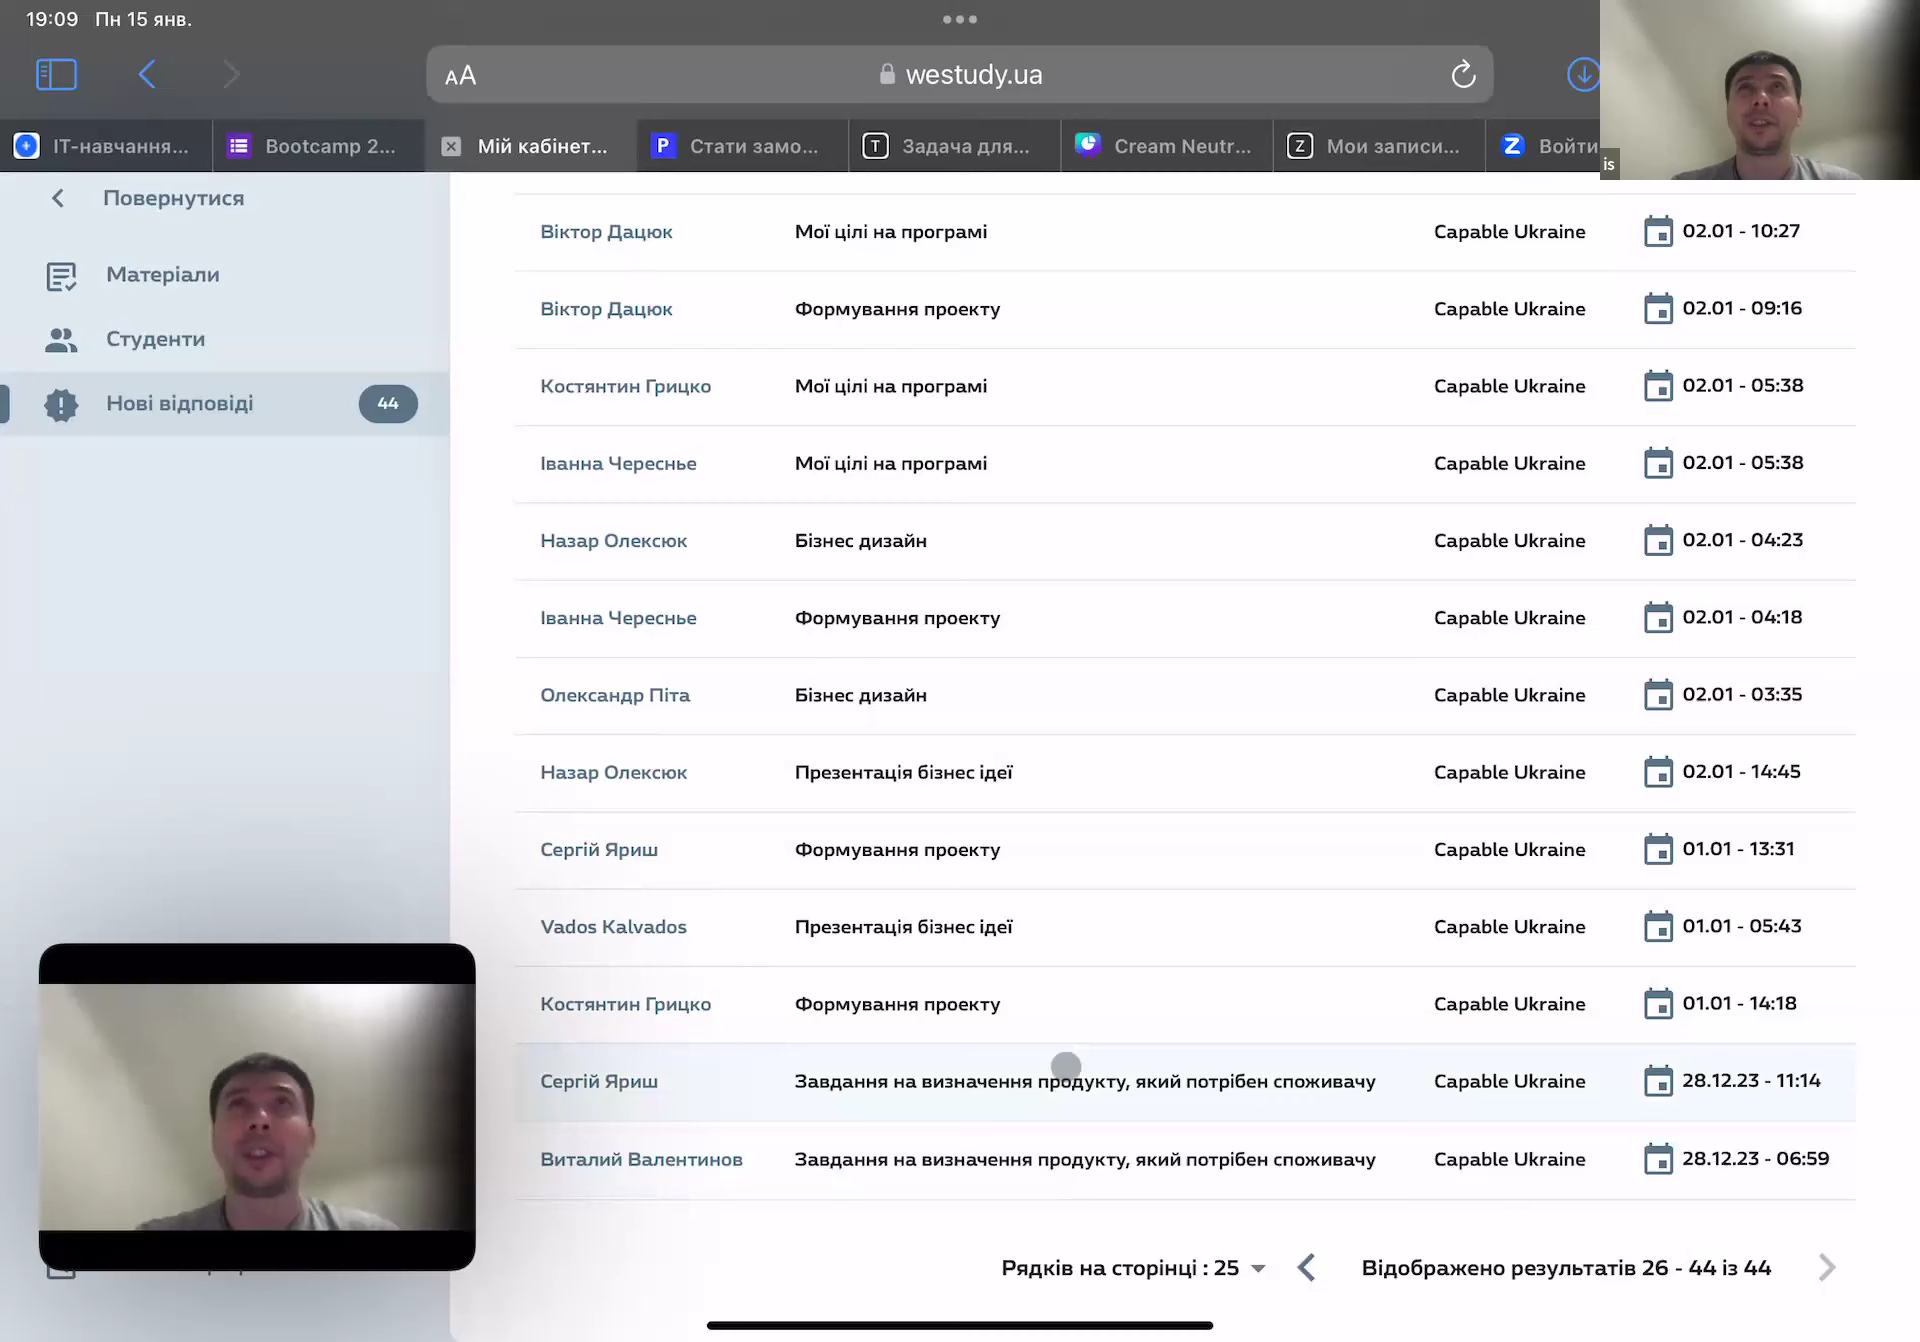 19:09 Пн 15 янв.
AA westudy.ua
IT-навчання...
Bootcamp 2...
Мій кабінет...
P Стати замо...
T Задача для...
Cream Neutr...
Z Мои записи...
Z Войти
is
Повернутися
Матеріали
Студенти
Нові відповіді 44
Віктор Дацюк Мої цілі на програмі Capable Ukraine 02.01 - 10:27
Віктор Дацюк Формування проекту Capable Ukraine 02.01 - 09:16
Костянтин Грицко Мої цілі на програмі Capable Ukraine 02.01 - 05:38
Іванна Череснье Мої цілі на програмі Capable Ukraine 02.01 - 05:38
Назар Олексюк Бізнес дизайн Capable Ukraine 02.01 - 04:23
Іванна Череснье Формування проекту Capable Ukraine 02.01 - 04:18
Олександр Піта Бізнес дизайн Capable Ukraine 02.01 - 03:35
Назар Олексюк Презентація бізнес ідеї Capable Ukraine 02.01 - 14:45
Сергій Яриш Формування проекту Capable Ukraine 01.01 - 13:31
Vados Kalvados Презентація бізнес ідеї Capable Ukraine 01.01 - 05:43
Костянтин Грицко Формування проекту Capable Ukraine 01.01 - 14:18
Сергій Яриш Завдання на визначення продукту, який потрібен споживачу Capable Ukraine 28.12.23 - 11:14
Виталий Валентинов Завдання на визначення продукту, який потрібен споживачу Capable Ukraine 28.12.23 - 06:59
Рядків на сторінці : 25 Відображено результатів 26 - 44 із 44